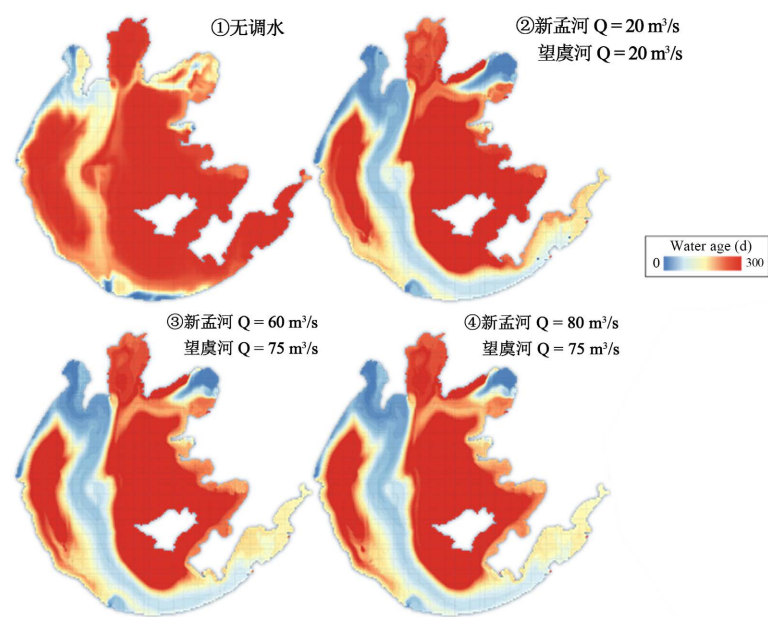 ①无调水
②新孟河 Q = 20 m³/s
望虞河 Q = 20 m³/s
Water age (d)
0 300
③新孟河 Q = 60 m³/s
望虞河 Q = 75 m³/s
④新孟河 Q = 80 m³/s
望虞河 Q = 75 m³/s